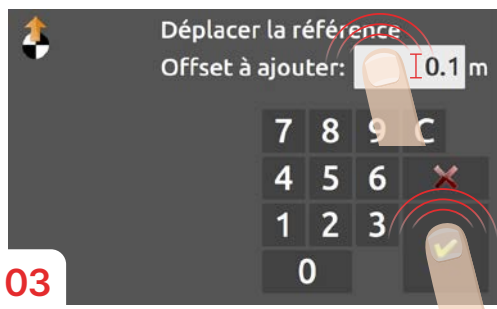 Déplacer la référence
Offset à ajouter: 0.1 m
7 8 9 C
4 5 6
1 2 3
0
03